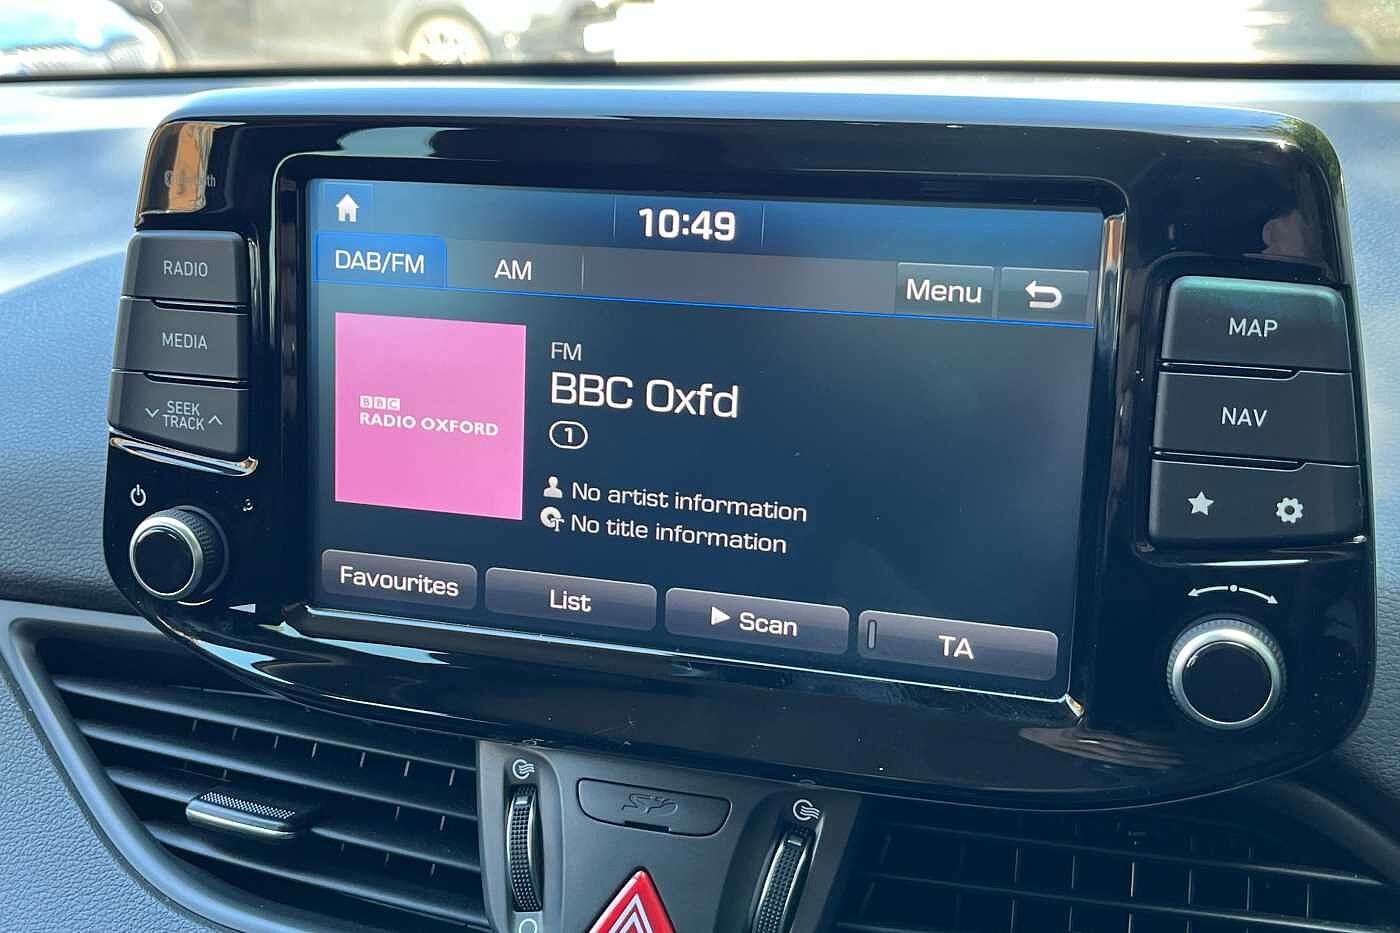 10:49
DAB/FM
AM
Menu
RADIO
MEDIA
SEEK
TRACK
BBC
RADIO OXFORD
FM
BBC Oxfd
1
No artist information
No title information
Favourites
List
Scan
TA
MAP
NAV